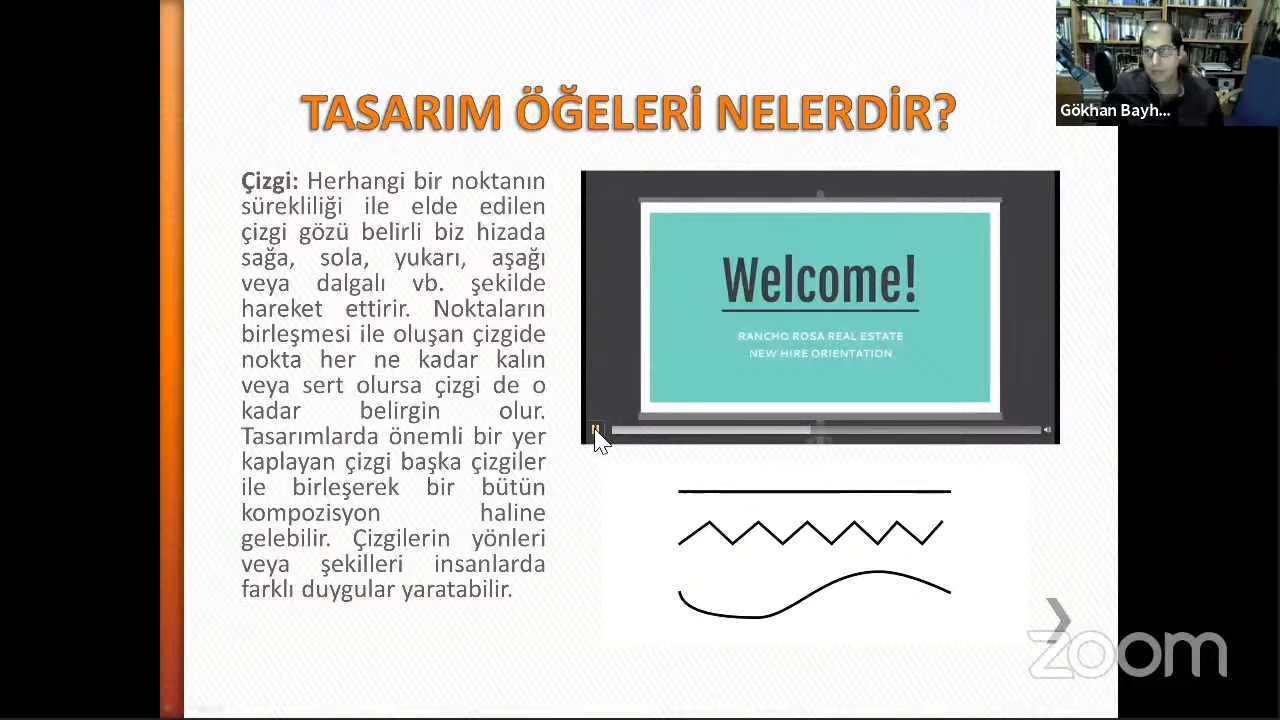 TASARIM ÖĞELERİ NELERDİR?
Gökhan Bayh...
Çizgi: Herhangi bir noktanın
sürekliliği ile elde edilen
çizgi gözü belirli biz hizada
sağa, sola, yukarı, aşağı
veya dalgalı vb. şekilde
hareket ettirir. Noktaların
birleşmesi ile oluşan çizgide
nokta her ne kadar kalın
veya sert olursa çizgi de o
kadar belirgin olur.
Tasarımlarda önemli bir yer
kaplayan çizgi başka çizgiler
ile birleşerek bir bütün
kompozisyon haline
gelebilir. Çizgilerin yönleri
veya şekilleri insanlarda
farklı duygular yaratabilir.
Welcome!
RANCHO ROSA REAL ESTATE
NEW HIRE ORIENTATION
zoom